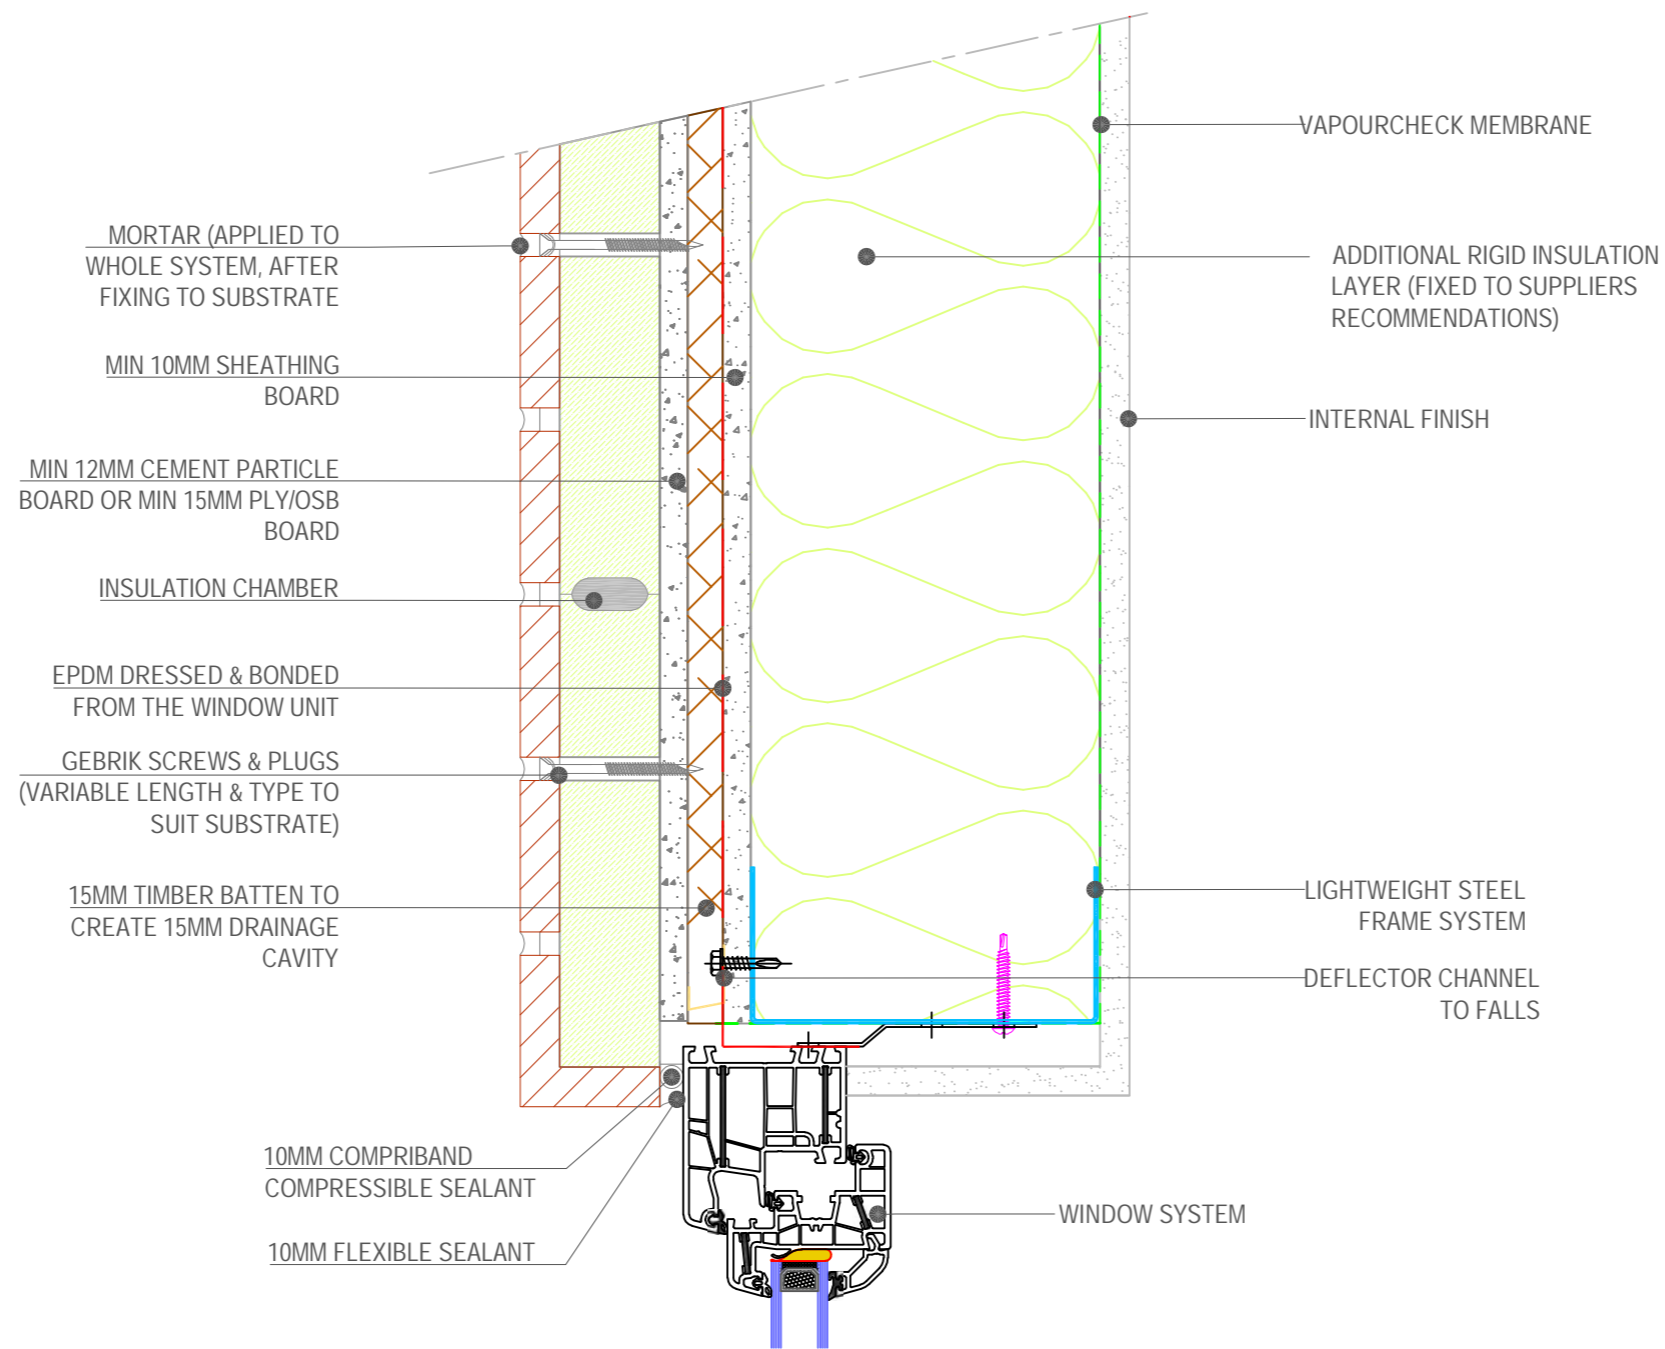 MORTAR (APPLIED TO
WHOLE SYSTEM, AFTER
FIXING TO SUBSTRATE
MIN 10MM SHEATHING
BOARD
MIN 12MM CEMENT PARTICLE
BOARD OR MIN 15MM PLY/OSB
BOARD
INSULATION CHAMBER
EPDM DRESSED & BONDED
FROM THE WINDOW UNIT
GEBRIK SCREWS & PLUGS
(VARIABLE LENGTH & TYPE TO
SUIT SUBSTRATE)
15MM TIMBER BATTEN TO
CREATE 15MM DRAINAGE
CAVITY
10MM COMPRIBAND
COMPRESSIBLE SEALANT
10MM FLEXIBLE SEALANT
VAPOURCHECK MEMBRANE
ADDITIONAL RIGID INSULATION
LAYER (FIXED TO SUPPLIERS
RECOMMENDATIONS)
INTERNAL FINISH
LIGHTWEIGHT STEEL
FRAME SYSTEM
DEFLECTOR CHANNEL
TO FALLS
WINDOW SYSTEM